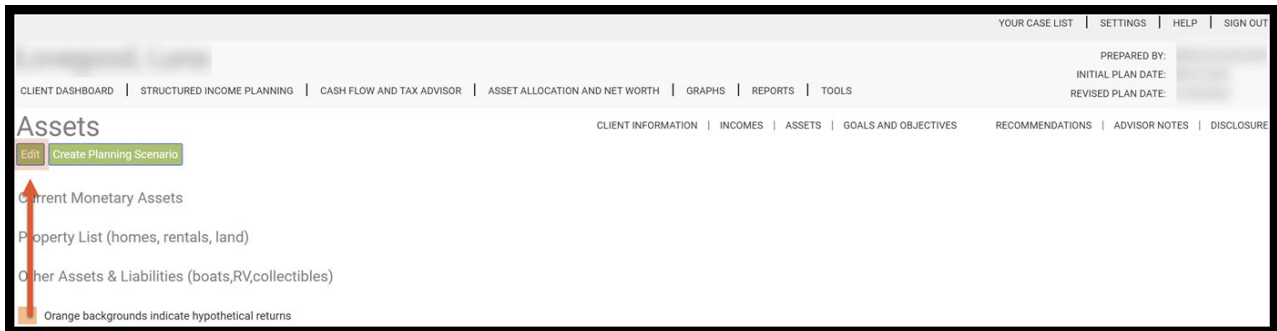 YOUR CASE LIST | SETTINGS | HELP | SIGN OUT
PREPARED BY:
INITIAL PLAN DATE:
REVISED PLAN DATE:
CLIENT DASHBOARD | STRUCTURED INCOME PLANNING | CASH FLOW AND TAX ADVISOR | ASSET ALLOCATION AND NET WORTH | GRAPHS | REPORTS | TOOLS
Assets
CLIENT INFORMATION | INCOMES | ASSETS | GOALS AND OBJECTIVES RECOMMENDATIONS | ADVISOR NOTES | DISCLOSURE
Edit Create Planning Scenario
Current Monetary Assets
Property List (homes, rentals, land)
Other Assets & Liabilities (boats,RV,collectibles)
Orange backgrounds indicate hypothetical returns